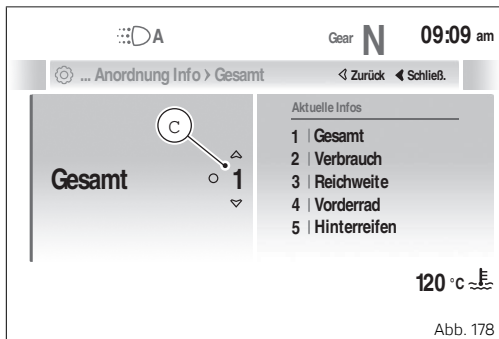 A Gear N 09:09 am
... Anordnung Info › Gesamt Zurück Schließ.
Aktuelle Infos
C
Gesamt 1
1 | Gesamt
2 | Verbrauch
3 | Reichweite
4 | Vorderrad
5 | Hinterreifen
120 °C
Abb. 178